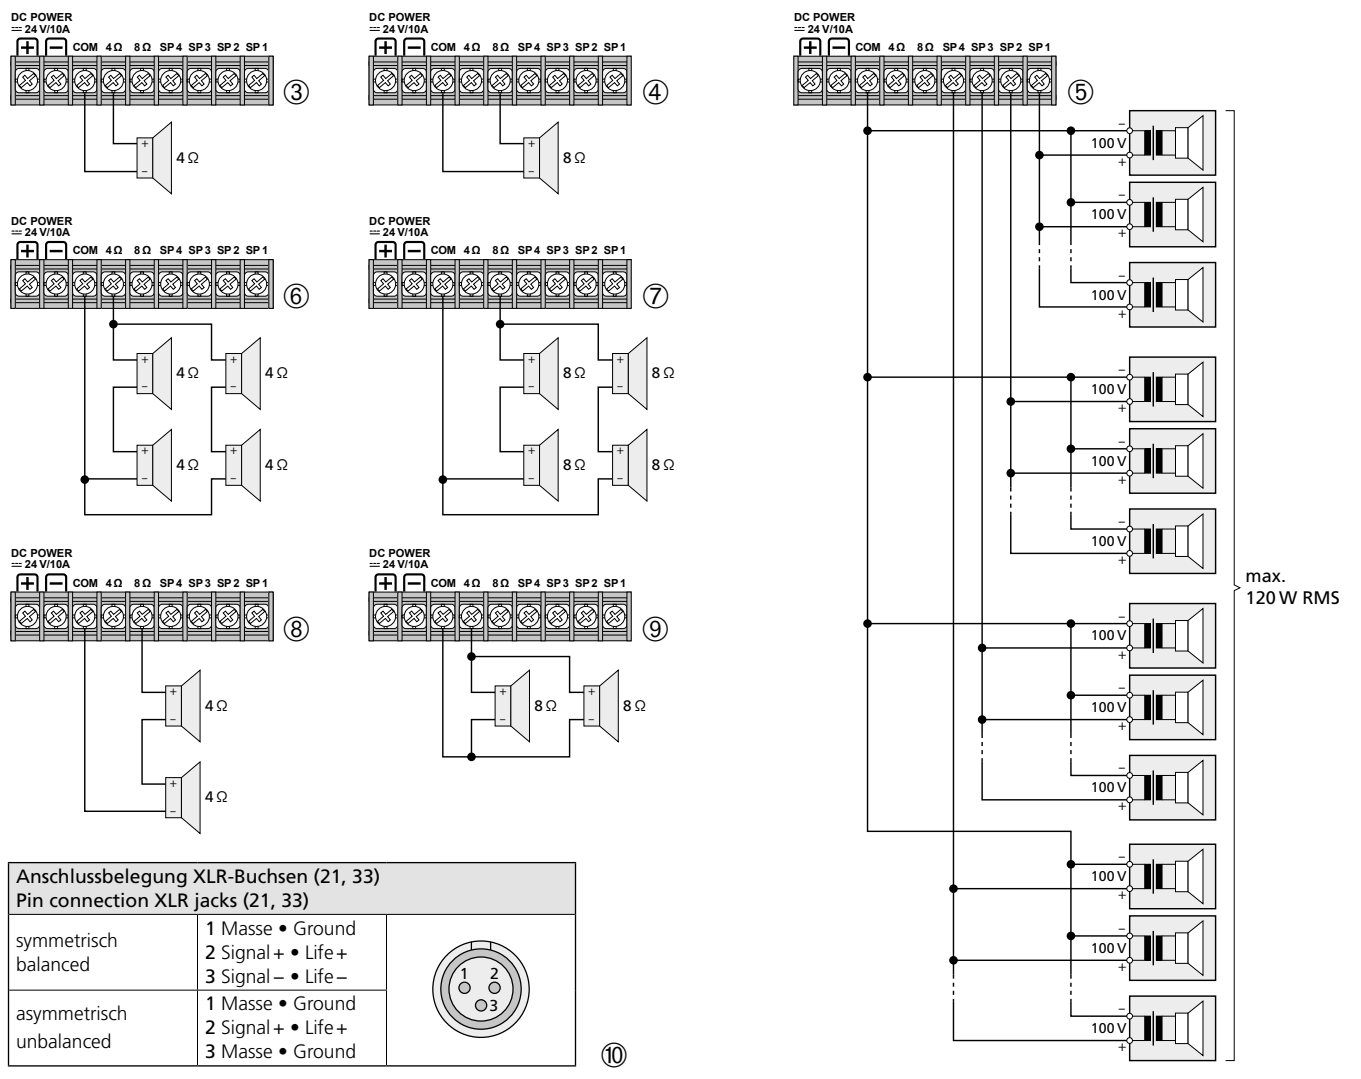 DC POWER
⎓ 24 V/10A
+ − COM 4 Ω 8 Ω SP 4 SP 3 SP 2 SP 1
③
+
−
4 Ω
DC POWER
⎓ 24 V/10A
+ − COM 4 Ω 8 Ω SP 4 SP 3 SP 2 SP 1
④
+
−
8 Ω
DC POWER
⎓ 24 V/10A
+ − COM 4 Ω 8 Ω SP 4 SP 3 SP 2 SP 1
⑤
−
100 V
+
−
100 V
+
−
100 V
+
−
100 V
+
−
100 V
+
−
100 V
+
−
100 V
+
−
100 V
+
−
100 V
+
−
100 V
+
−
100 V
+
−
100 V
+
max.
120 W RMS
DC POWER
⎓ 24 V/10A
+ − COM 4 Ω 8 Ω SP 4 SP 3 SP 2 SP 1
⑥
+
−
4 Ω
+
−
4 Ω
+
−
4 Ω
+
−
4 Ω
DC POWER
⎓ 24 V/10A
+ − COM 4 Ω 8 Ω SP 4 SP 3 SP 2 SP 1
⑦
+
−
8 Ω
+
−
8 Ω
+
−
8 Ω
+
−
8 Ω
DC POWER
⎓ 24 V/10A
+ − COM 4 Ω 8 Ω SP 4 SP 3 SP 2 SP 1
⑧
+
−
4 Ω
+
−
4 Ω
DC POWER
⎓ 24 V/10A
+ − COM 4 Ω 8 Ω SP 4 SP 3 SP 2 SP 1
⑨
+
−
8 Ω
+
−
8 Ω
Anschlussbelegung XLR-Buchsen (21, 33)
Pin connection XLR jacks (21, 33)
symmetrisch
balanced
1 Masse • Ground
2 Signal + • Life +
3 Signal − • Life −
asymmetrisch
unbalanced
1 Masse • Ground
2 Signal + • Life +
3 Masse • Ground
1 2
3
⑩